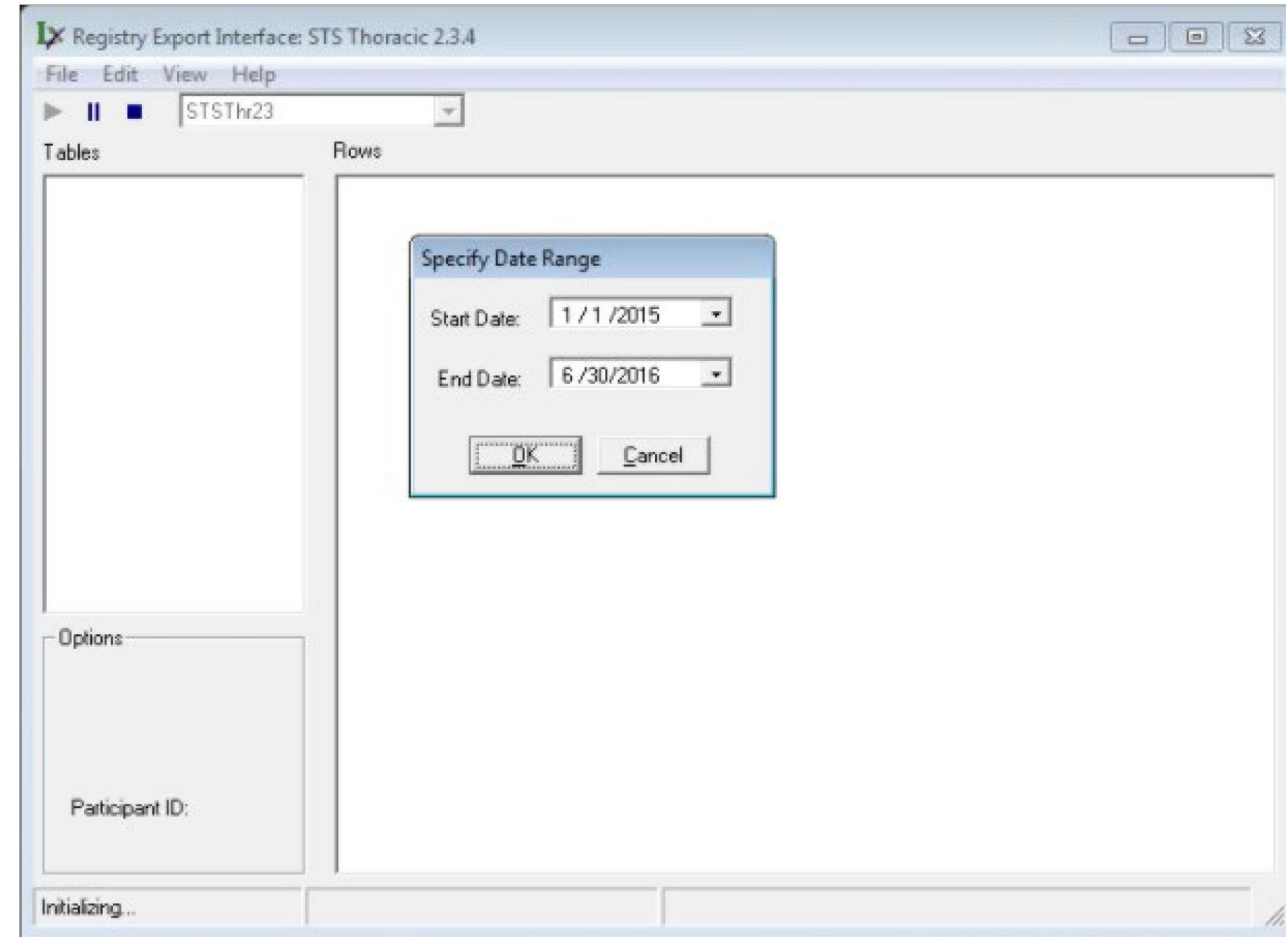 Lx Registry Export Interface: STS Thoracic 2.3.4
File Edit View Help
STSThr23
Tables Rows
Specify Date Range
Start Date: 1 / 1 /2015
End Date: 6 /30/2016
OK Cancel
Options
Participant ID:
Initializing...